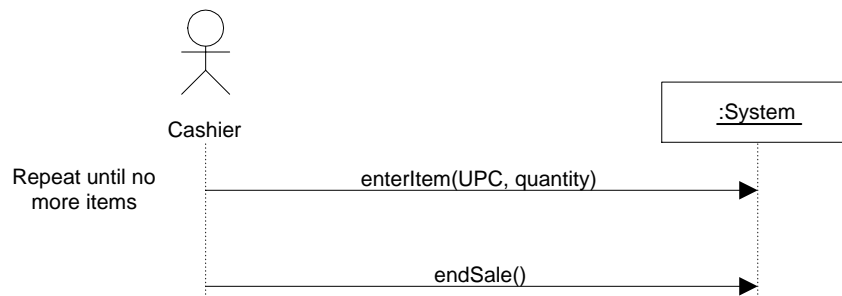 Cashier
:System
Repeat until no
more items
enterItem(UPC, quantity)
endSale()